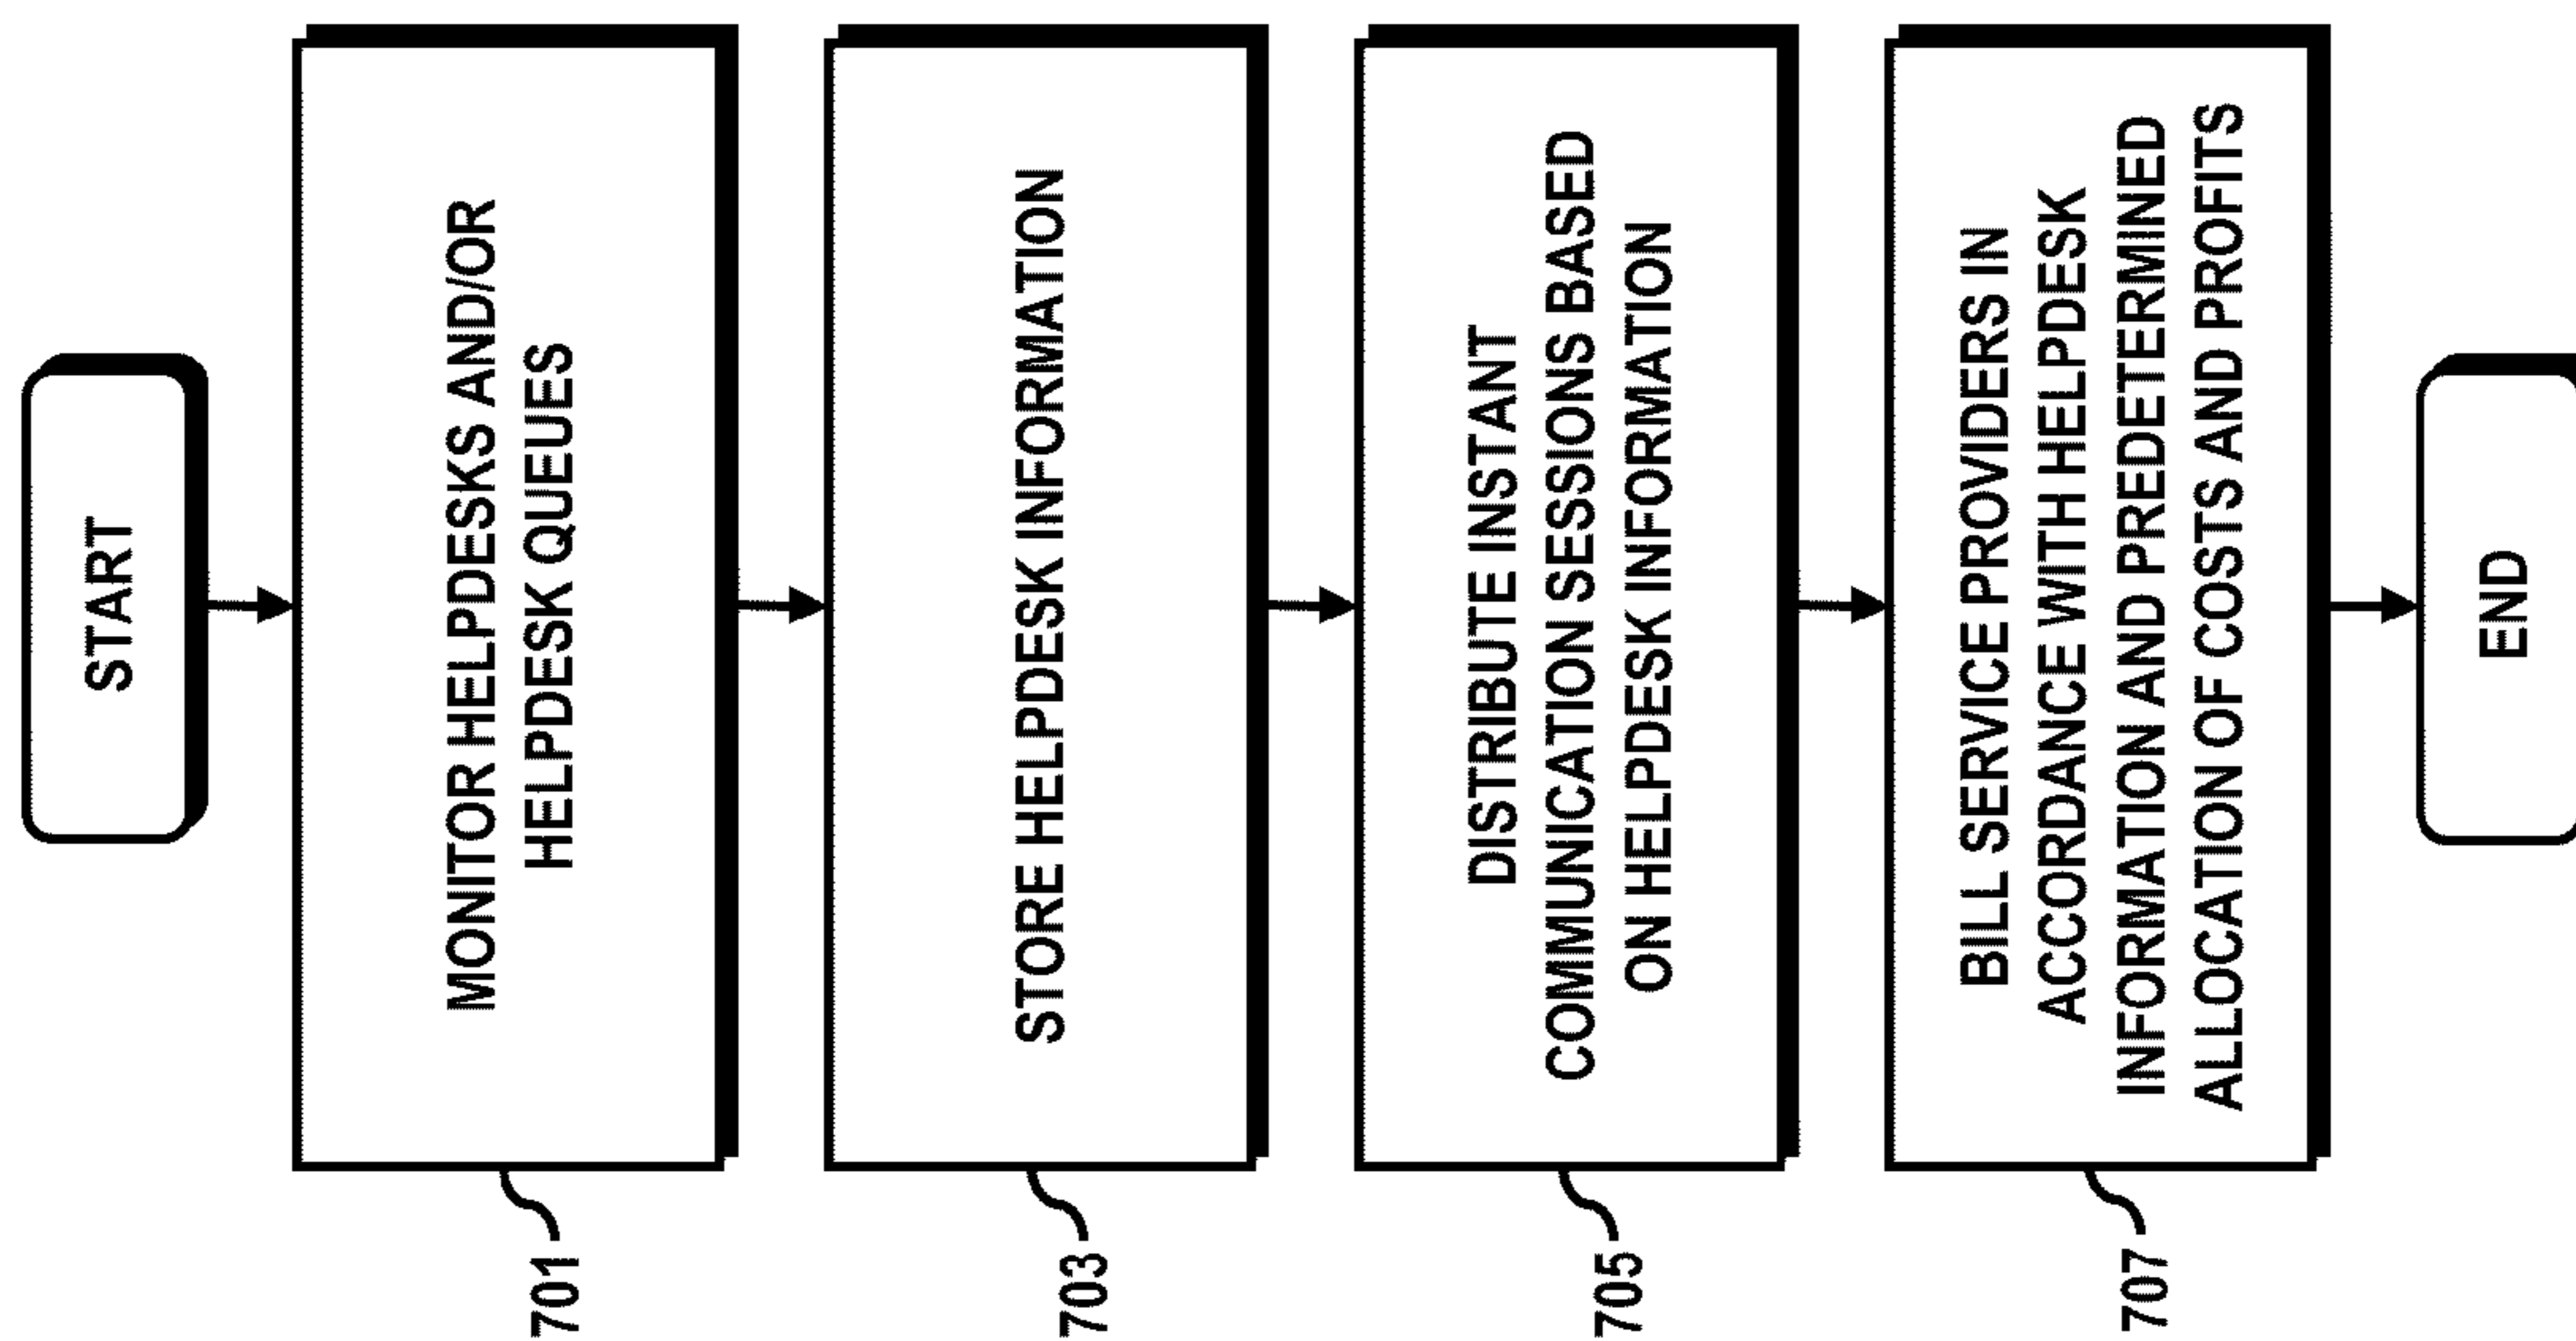 START
701
MONITOR HELPDESKS AND/OR
HELPDESK QUEUES
703
STORE HELPDESK INFORMATION
705
DISTRIBUTE INSTANT
COMMUNICATION SESSIONS BASED
ON HELPDESK INFORMATION
707
BILL SERVICE PROVIDERS IN
ACCORDANCE WITH HELPDESK
INFORMATION AND PREDETERMINED
ALLOCATION OF COSTS AND PROFITS
END